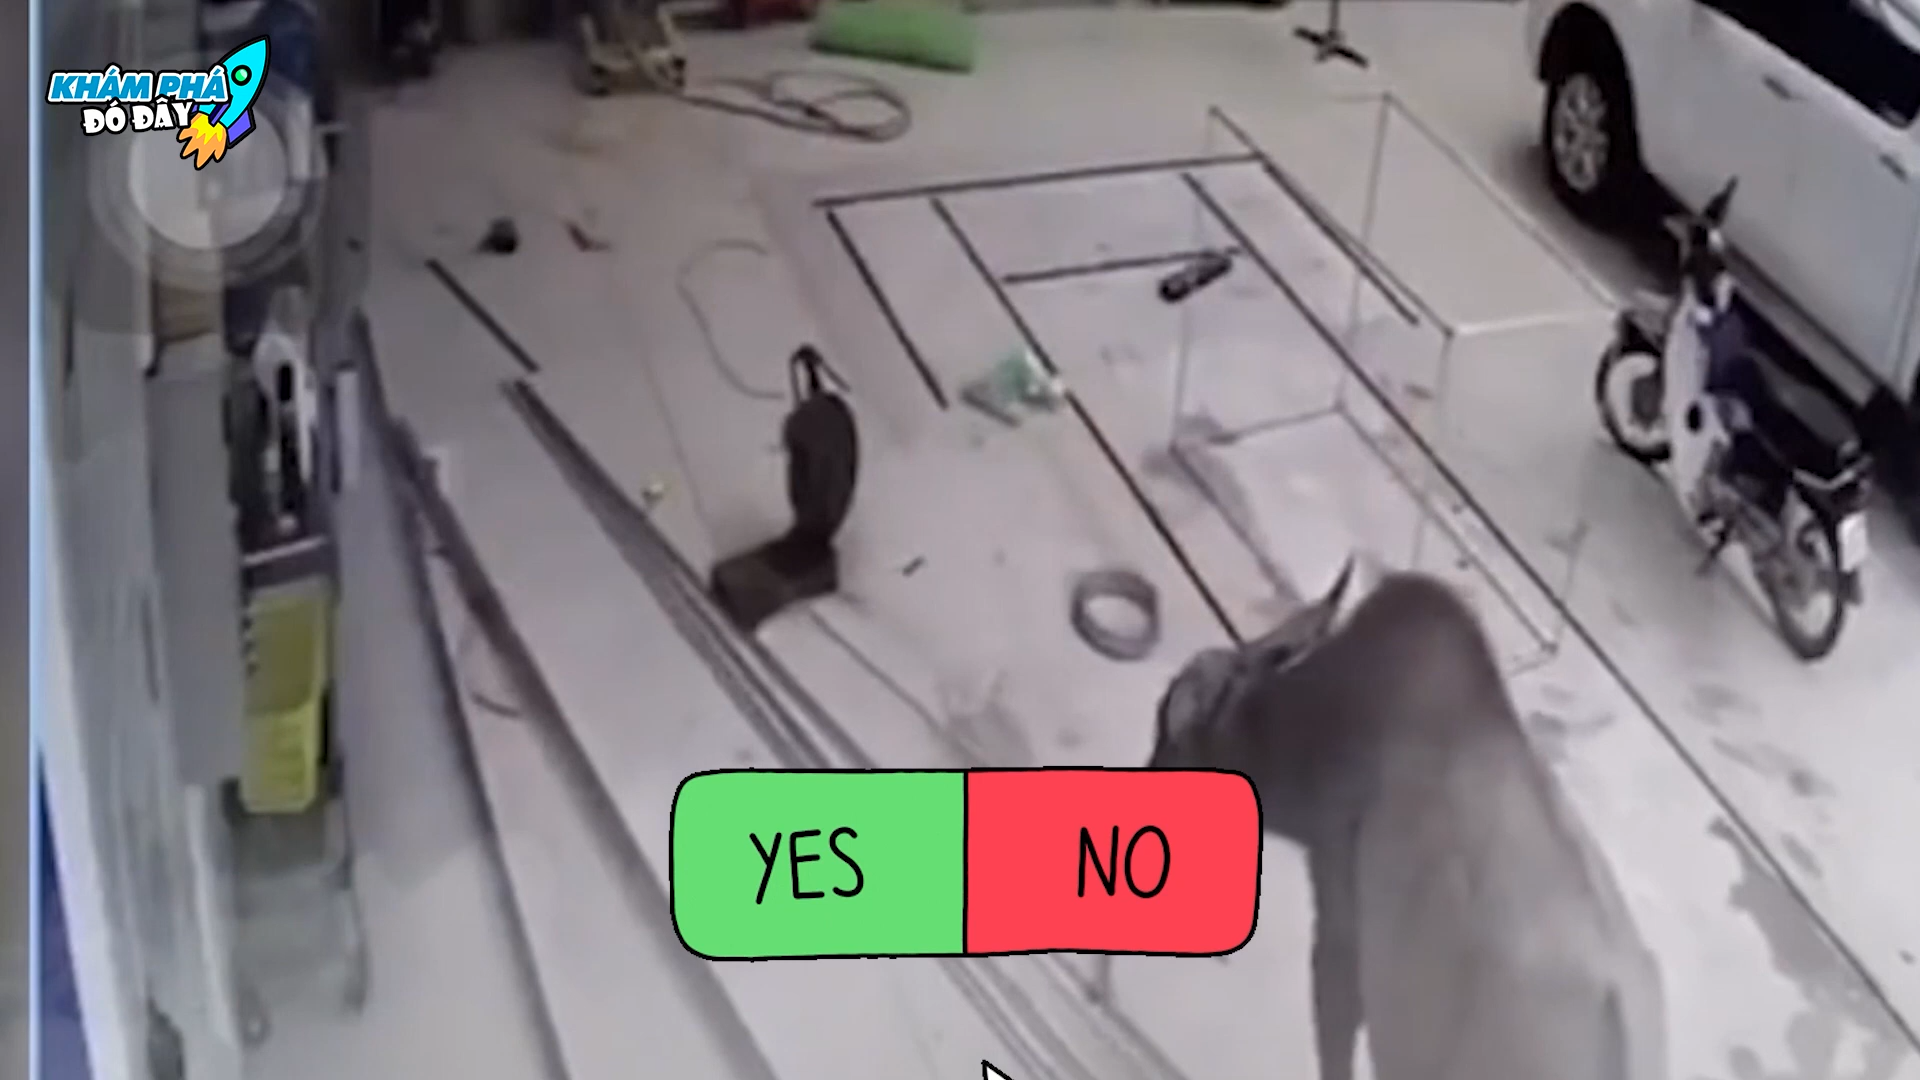 KHÁM PHÁ
ĐÓ ĐÂY
YES NO